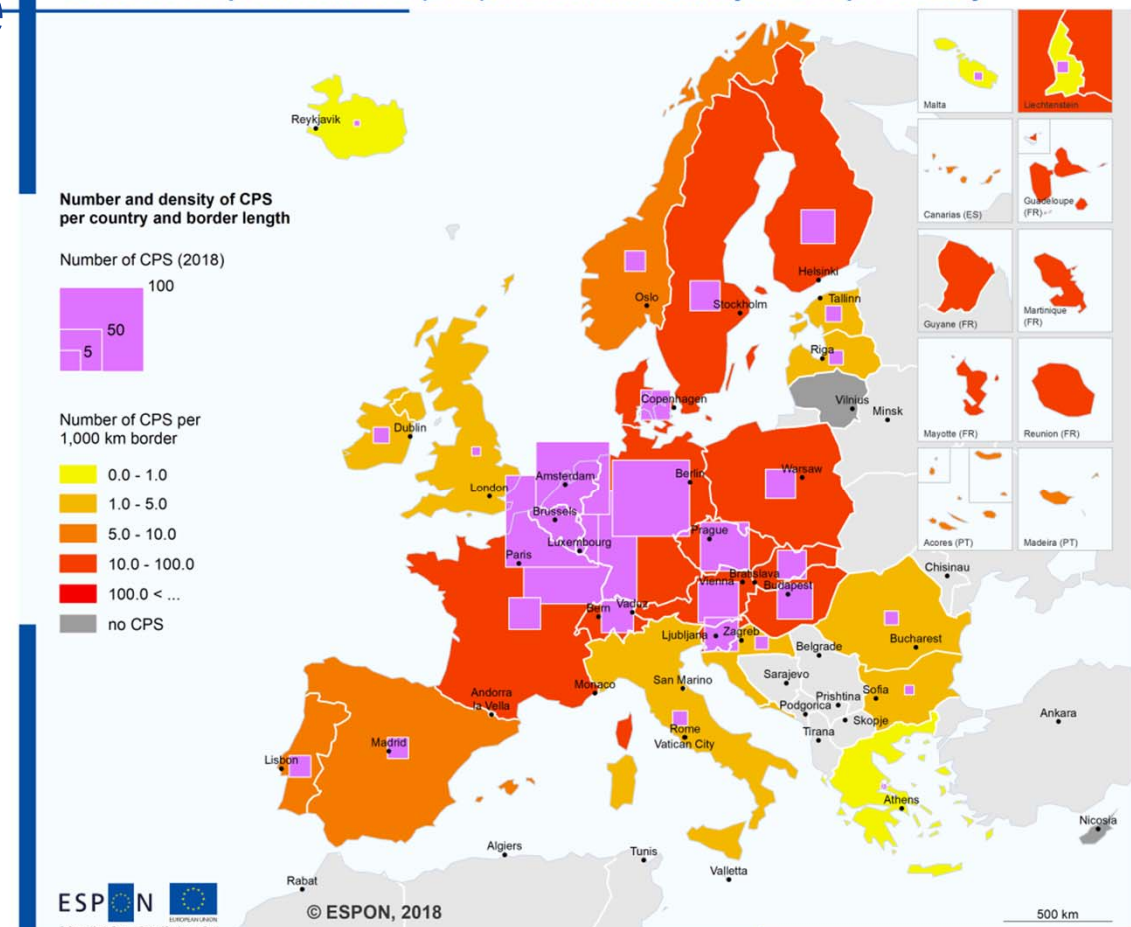 Reykjavik
Number and density of CPS
per country and border length
Number of CPS (2018)
100
50
5
Number of CPS per
1,000 km border
0.0 - 1.0
1.0 - 5.0
5.0 - 10.0
10.0 - 100.0
100.0 < ...
no CPS
Malta
Liechtenstein
Canarias (ES)
Guadeloupe
(FR)
Guyane (FR)
Martinique
(FR)
Mayotte (FR)
Reunion (FR)
Acores (PT)
Madeira (PT)
Helsinki
Oslo
Stockholm
Tallinn
Riga
Copenhagen
Vilnius
Minsk
Dublin
London
Amsterdam
Berlin
Warsaw
Brussels
Luxembourg
Prague
Paris
Vienna
Bratislava
Budapest
Chisinau
Bern
Vaduz
Ljubljana
Zagreb
Belgrade
Bucharest
Monaco
San Marino
Sarajevo
Andorra
la Vella
Prishtina
Sofia
Podgorica
Skopje
Ankara
Madrid
Rome
Vatican City
Tirana
Lisbon
Athens
Nicosia
Algiers
Tunis
Valletta
Rabat
ESPON
EUROPEAN UNION
© ESPON, 2018
500 km